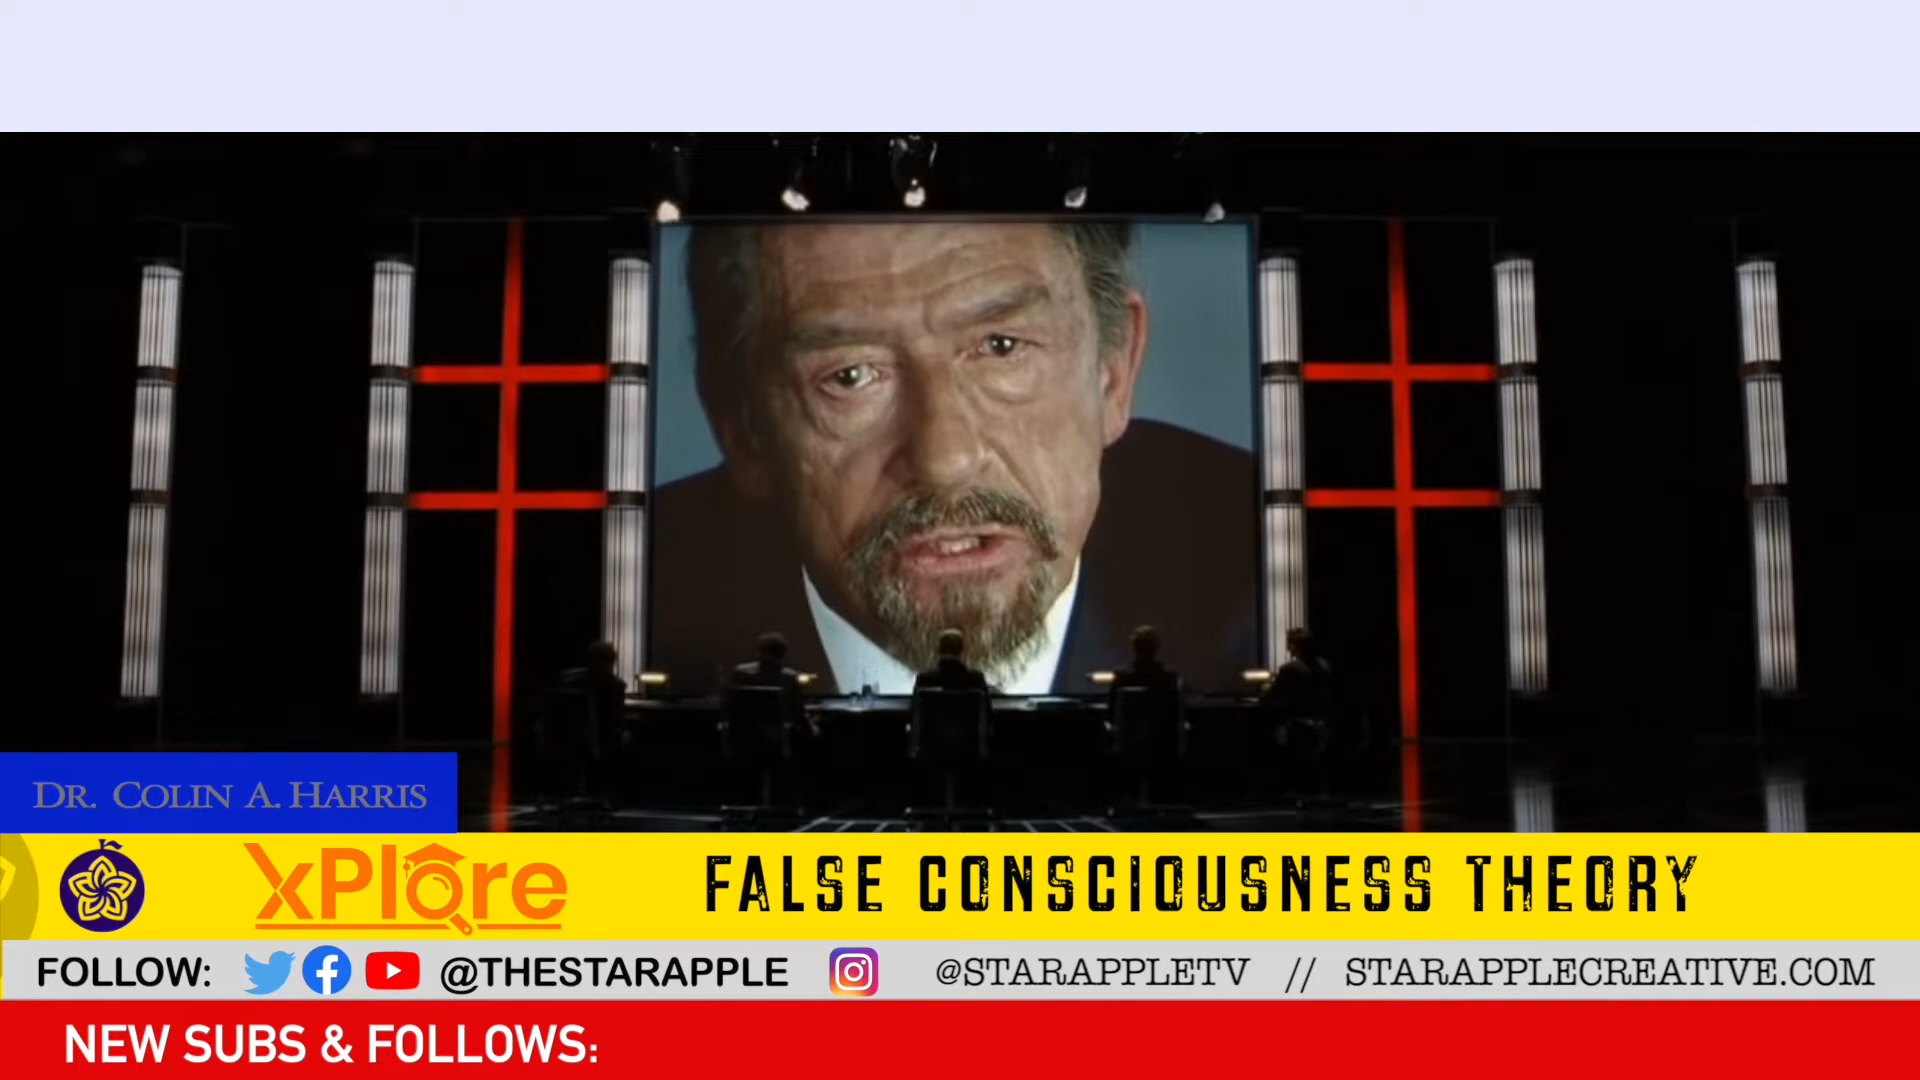 DR. COLIN A. HARRIS
xPlore
FALSE CONSCIOUSNESS THEORY
FOLLOW: @THESTARAPPLE @STARAPPLETV // STARAPPLECREATIVE.COM
NEW SUBS & FOLLOWS: